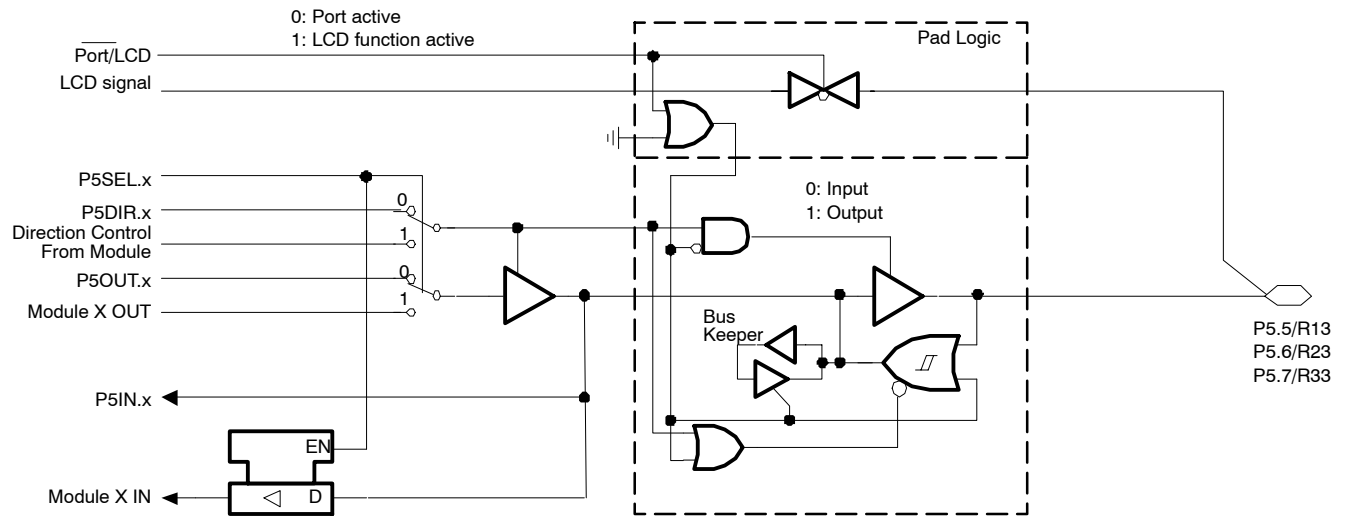 0: Port active
1: LCD function active
Port/LCD
LCD signal
Pad Logic
P5SEL.x
P5DIR.x
0
Direction Control
From Module
1
P5OUT.x
0
Module X OUT
1
0: Input
1: Output
Bus
Keeper
P5.5/R13
P5.6/R23
P5.7/R33
P5IN.x
EN
Module X IN
D